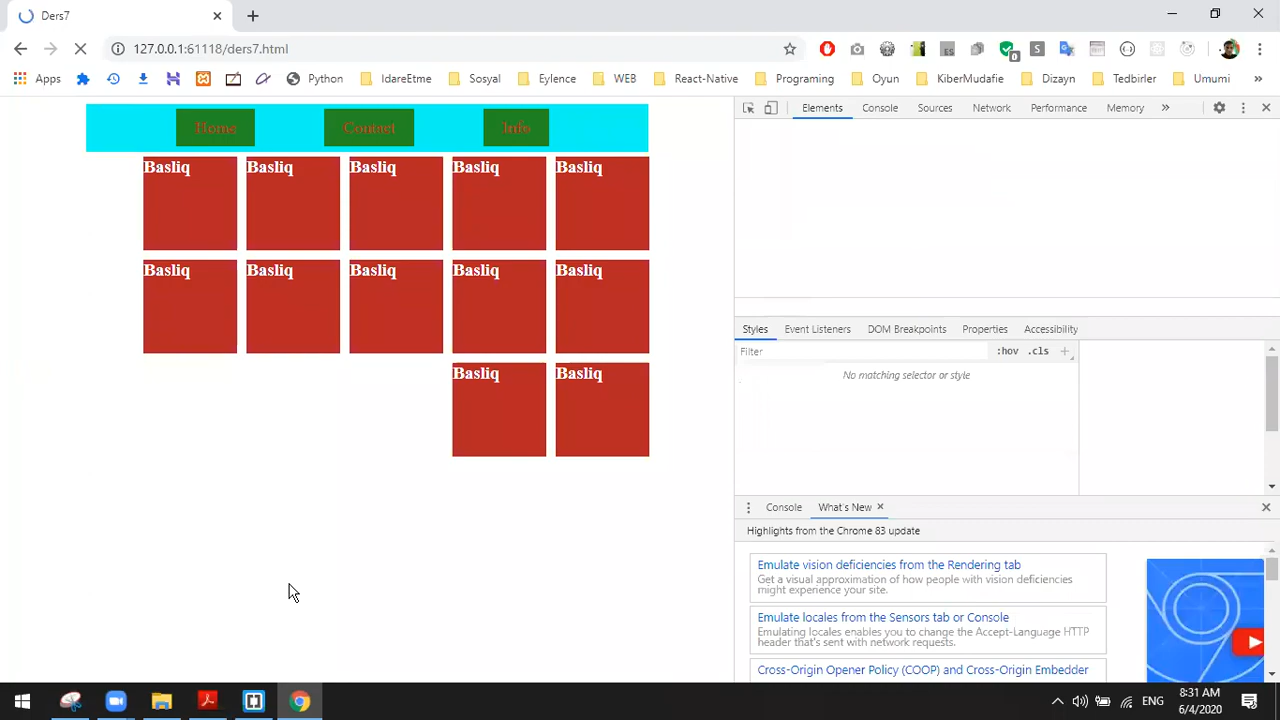 Ders7
127.0.0.1:61118/ders7.html
Apps Python IdareEtme Sosyal Eylence WEB React-Native Programing Oyun KiberMudafie Dizayn Tedbirler Umumi »
Home Contact Info
Basliq Basliq Basliq Basliq Basliq
Basliq Basliq Basliq Basliq Basliq
Basliq Basliq
Elements Console Sources Network Performance Memory »
Styles Event Listeners DOM Breakpoints Properties Accessibility
Filter :hov .cls +
No matching selector or style
Console What's New
Highlights from the Chrome 83 update
Emulate vision deficiencies from the Rendering tab
Get a visual approximation of how people with vision deficiencies
might experience your site.
Emulate locales from the Sensors tab or Console
Emulating locales enables you to change the Accept-Language HTTP
header that's sent with network requests.
Cross-Origin Opener Policy (COOP) and Cross-Origin Embedder
ENG
8:31 AM
6/4/2020